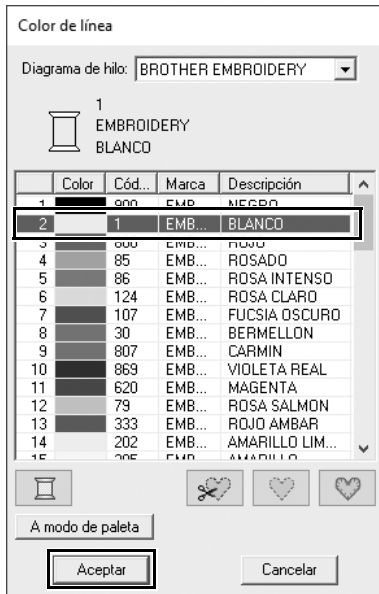 Color de línea
Diagrama de hilo: BROTHER EMBROIDERY
1
EMBROIDERY
BLANCO
Color Cód... Marca Descripción
1 900 EMB... NEGRO
2 1 EMB... BLANCO
3 800 EMB... ROJO
4 85 EMB... ROSADO
5 86 EMB... ROSA INTENSO
6 124 EMB... ROSA CLARO
7 107 EMB... FUCSIA OSCURO
8 30 EMB... BERMELLON
9 807 EMB... CARMIN
10 869 EMB... VIOLETA REAL
11 620 EMB... MAGENTA
12 79 EMB... ROSA SALMON
13 333 EMB... ROJO AMBAR
14 202 EMB... AMARILLO LIM...
15 205 EMB... AMARILLO
A modo de paleta
Aceptar Cancelar